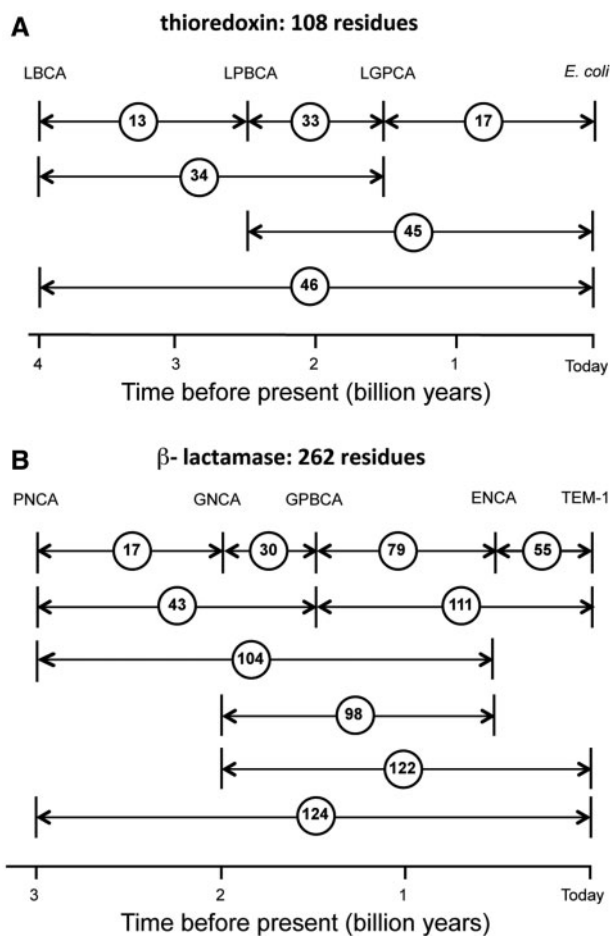 A
thioredoxin: 108 residues
LBCA LPBCA LGPCA E. coli
13 33 17
34
45
46
4 3 2 1 Today
Time before present (billion years)
B
β- lactamase: 262 residues
PNCA GNCA GPBCA ENCA TEM-1
17 30 79 55
43 111
104
98
122
124
3 2 1 Today
Time before present (billion years)